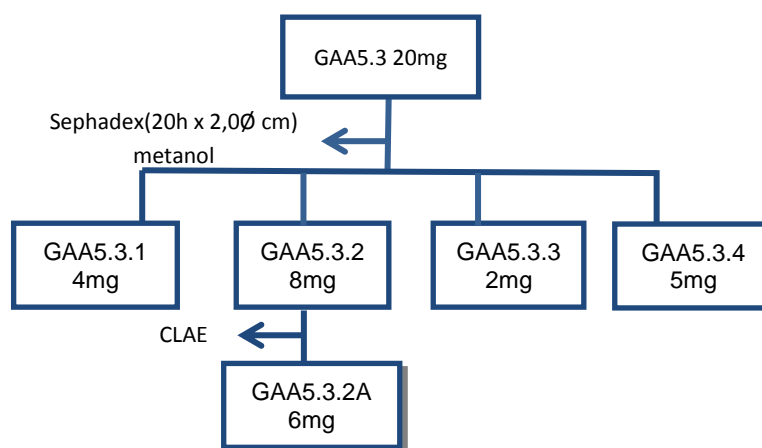 GAA5.3 20mg
Sephadex(20h x 2,0Ø cm)
metanol
GAA5.3.1
4mg
GAA5.3.2
8mg
GAA5.3.3
2mg
GAA5.3.4
5mg
CLAE
GAA5.3.2A
6mg